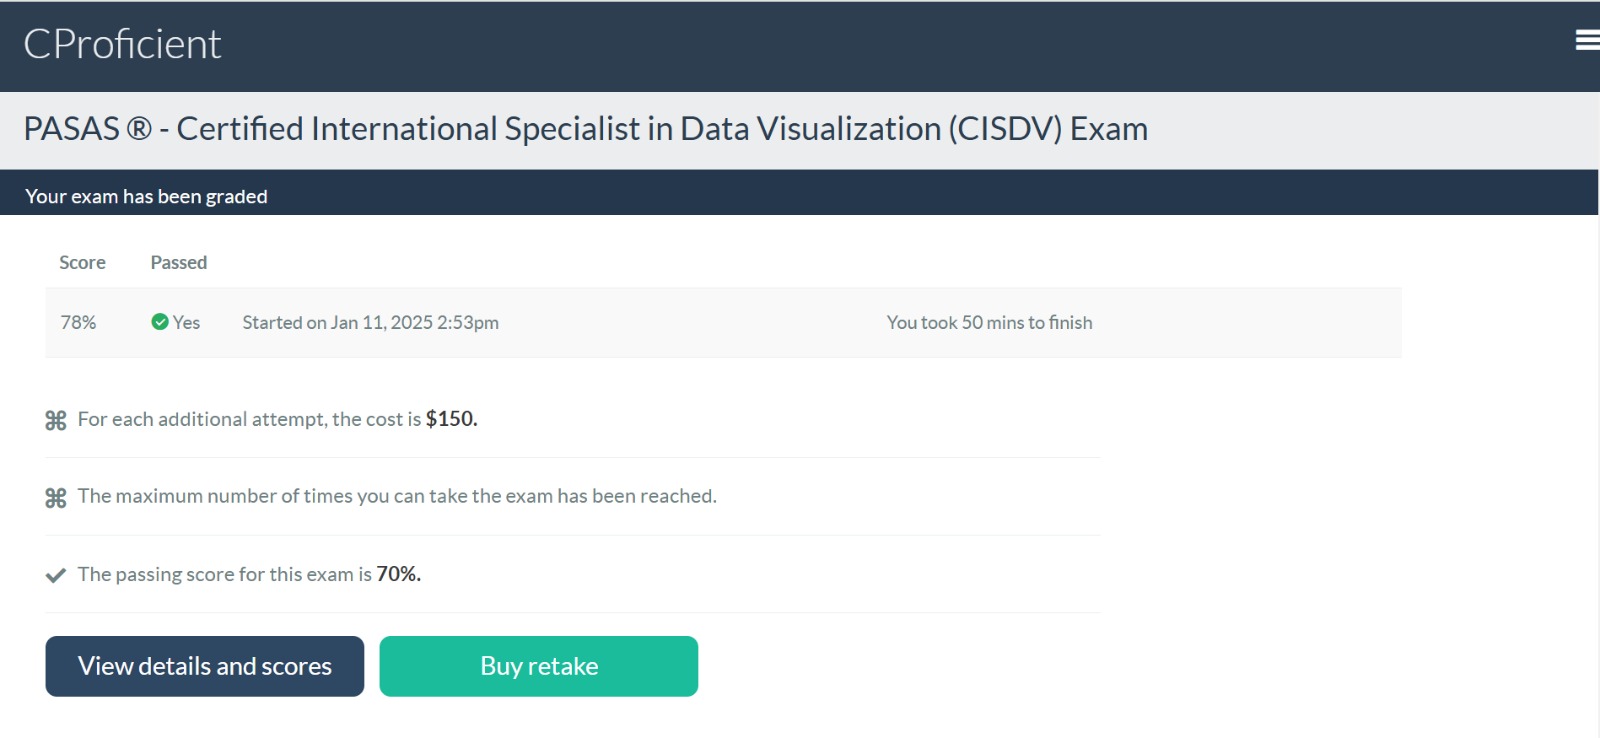 CProficient
PASAS ® - Certified International Specialist in Data Visualization (CISDV) Exam
Your exam has been graded
Score Passed
78% Yes Started on Jan 11, 2025 2:53pm You took 50 mins to finish
For each additional attempt, the cost is $150.
The maximum number of times you can take the exam has been reached.
The passing score for this exam is 70%.
View details and scores Buy retake